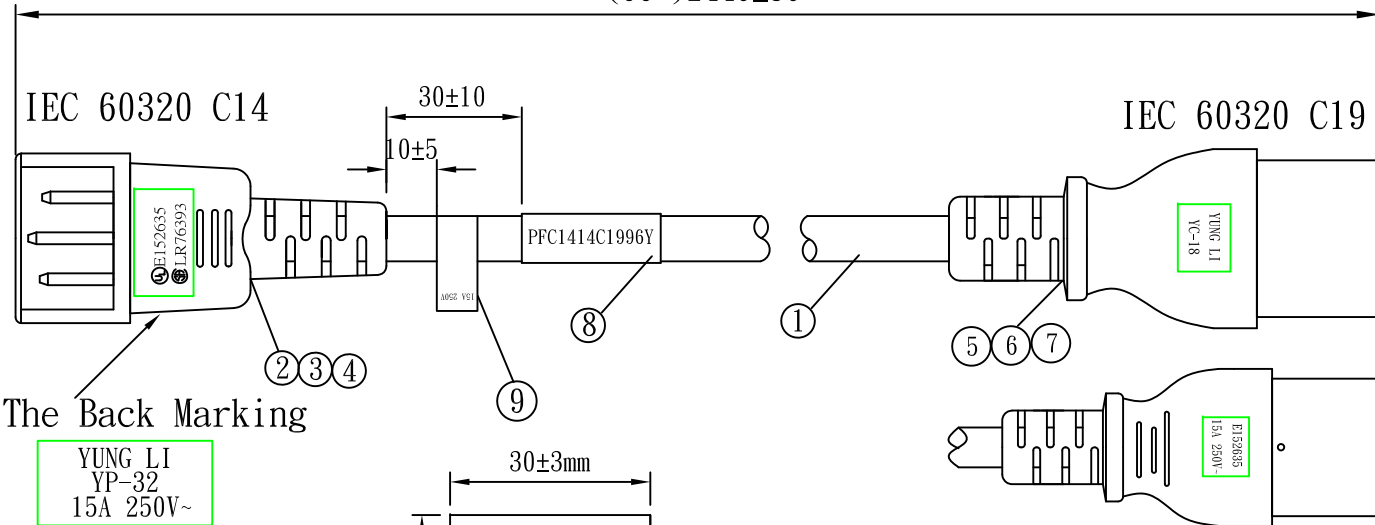 IEC 60320 C14
30±10
IEC 60320 C19
10±5
E152635
LR76393
PFC1414C1996Y
YUNG LI
YC-18
15A 250V
8
1
2 3 4
5 6 7
9
The Back Marking
YUNG LI
YP-32
15A 250V~
30±3mm
E152635
15A 250V~